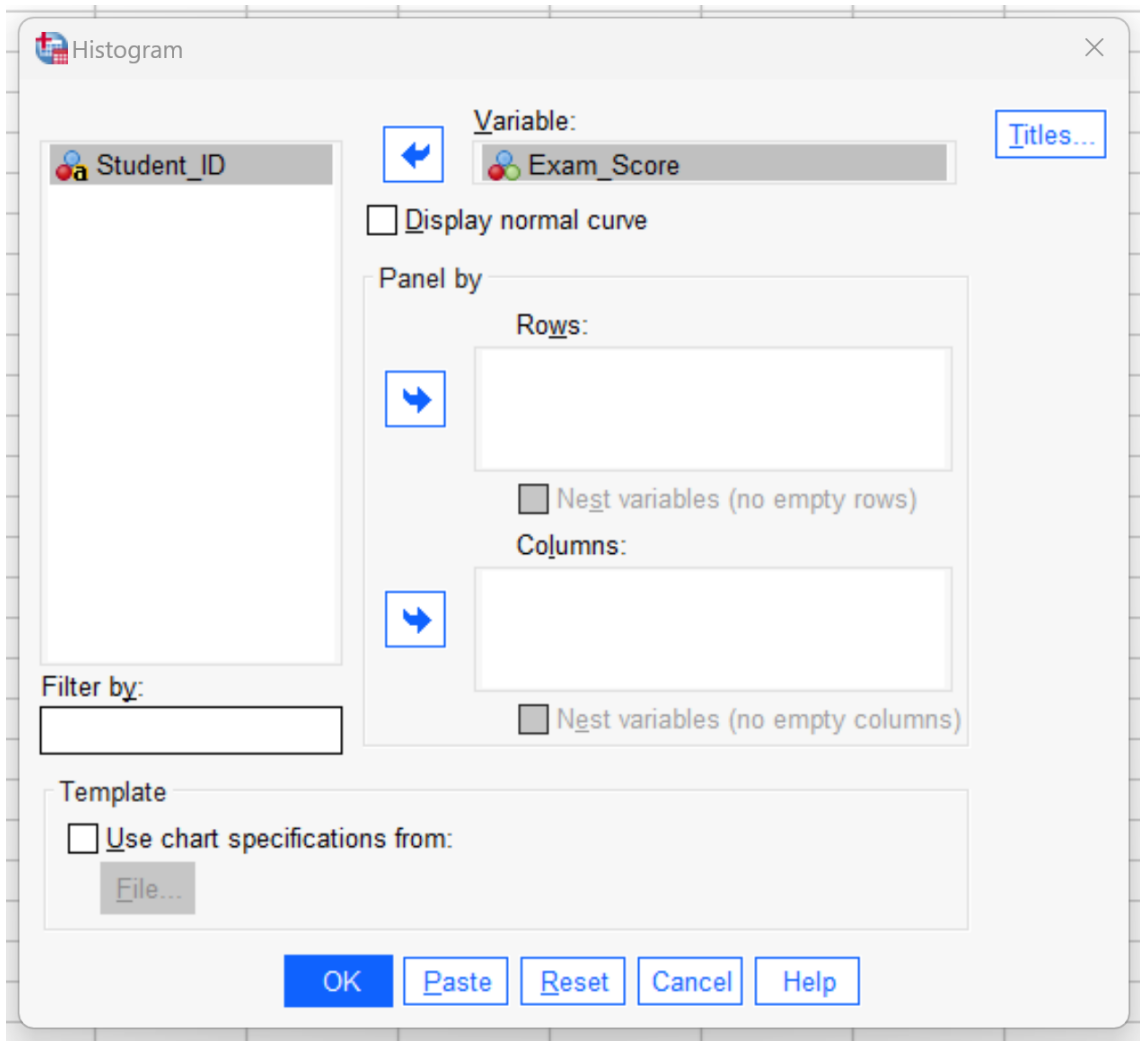 Histogram
Variable:
Titles...
Student_ID
Exam_Score
Display normal curve
Panel by
Rows:
Nest variables (no empty rows)
Columns:
Nest variables (no empty columns)
Filter by:
Template
Use chart specifications from:
File...
OK Paste Reset Cancel Help